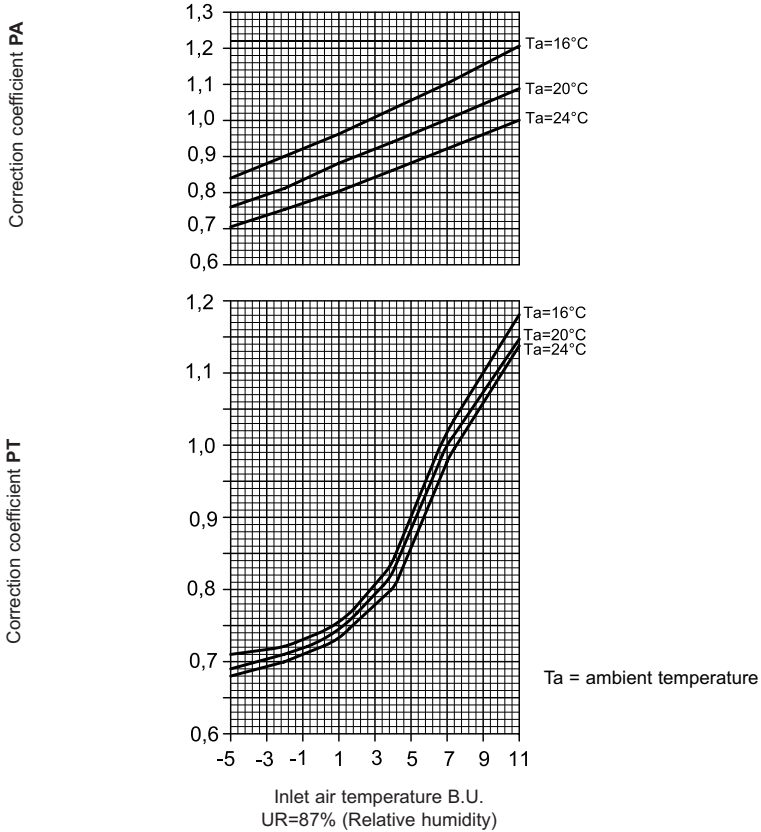 Correction coefficient PA
1,3
1,2
1,1
1,0
0,9
0,8
0,7
0,6
Ta=16°C
Ta=20°C
Ta=24°C
Correction coefficient PT
1,2
1,1
1,0
0,9
0,8
0,7
0,6
Ta=16°C
Ta=20°C
Ta=24°C
Ta = ambient temperature
-5 -3 -1 1 3 5 7 9 11
Inlet air temperature B.U.
UR=87% (Relative humidity)